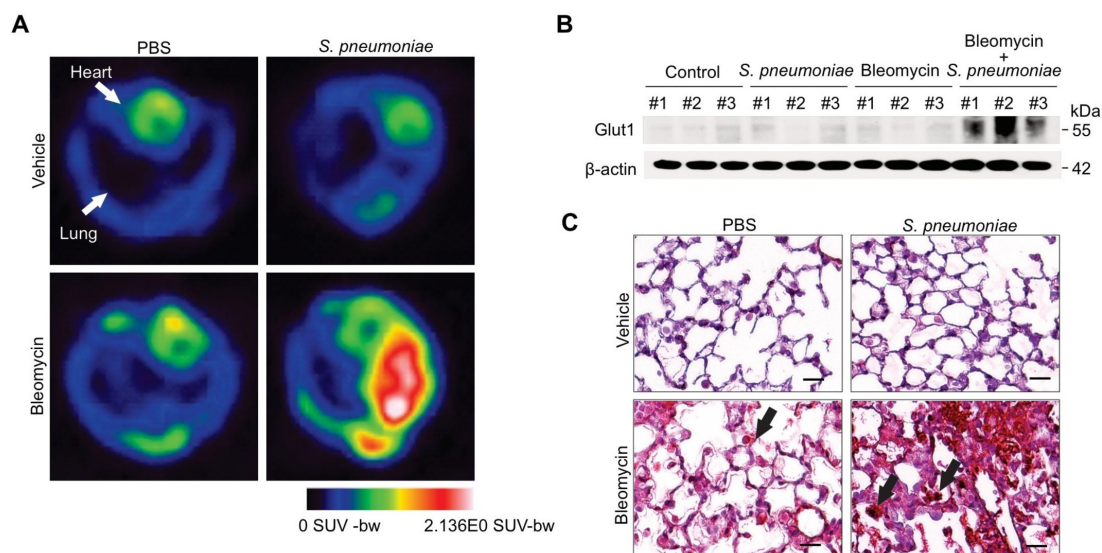 A
PBS
S. pneumoniae
Heart
Lung
Vehicle
Bleomycin
0 SUV -bw
2.136E0 SUV-bw
B
Control
S. pneumoniae
Bleomycin
Bleomycin
+
S. pneumoniae
#1 #2 #3 #1 #2 #3 #1 #2 #3 #1 #2 #3
kDa
Glut1
- 55
β-actin
- 42
C
PBS
S. pneumoniae
Vehicle
Bleomycin